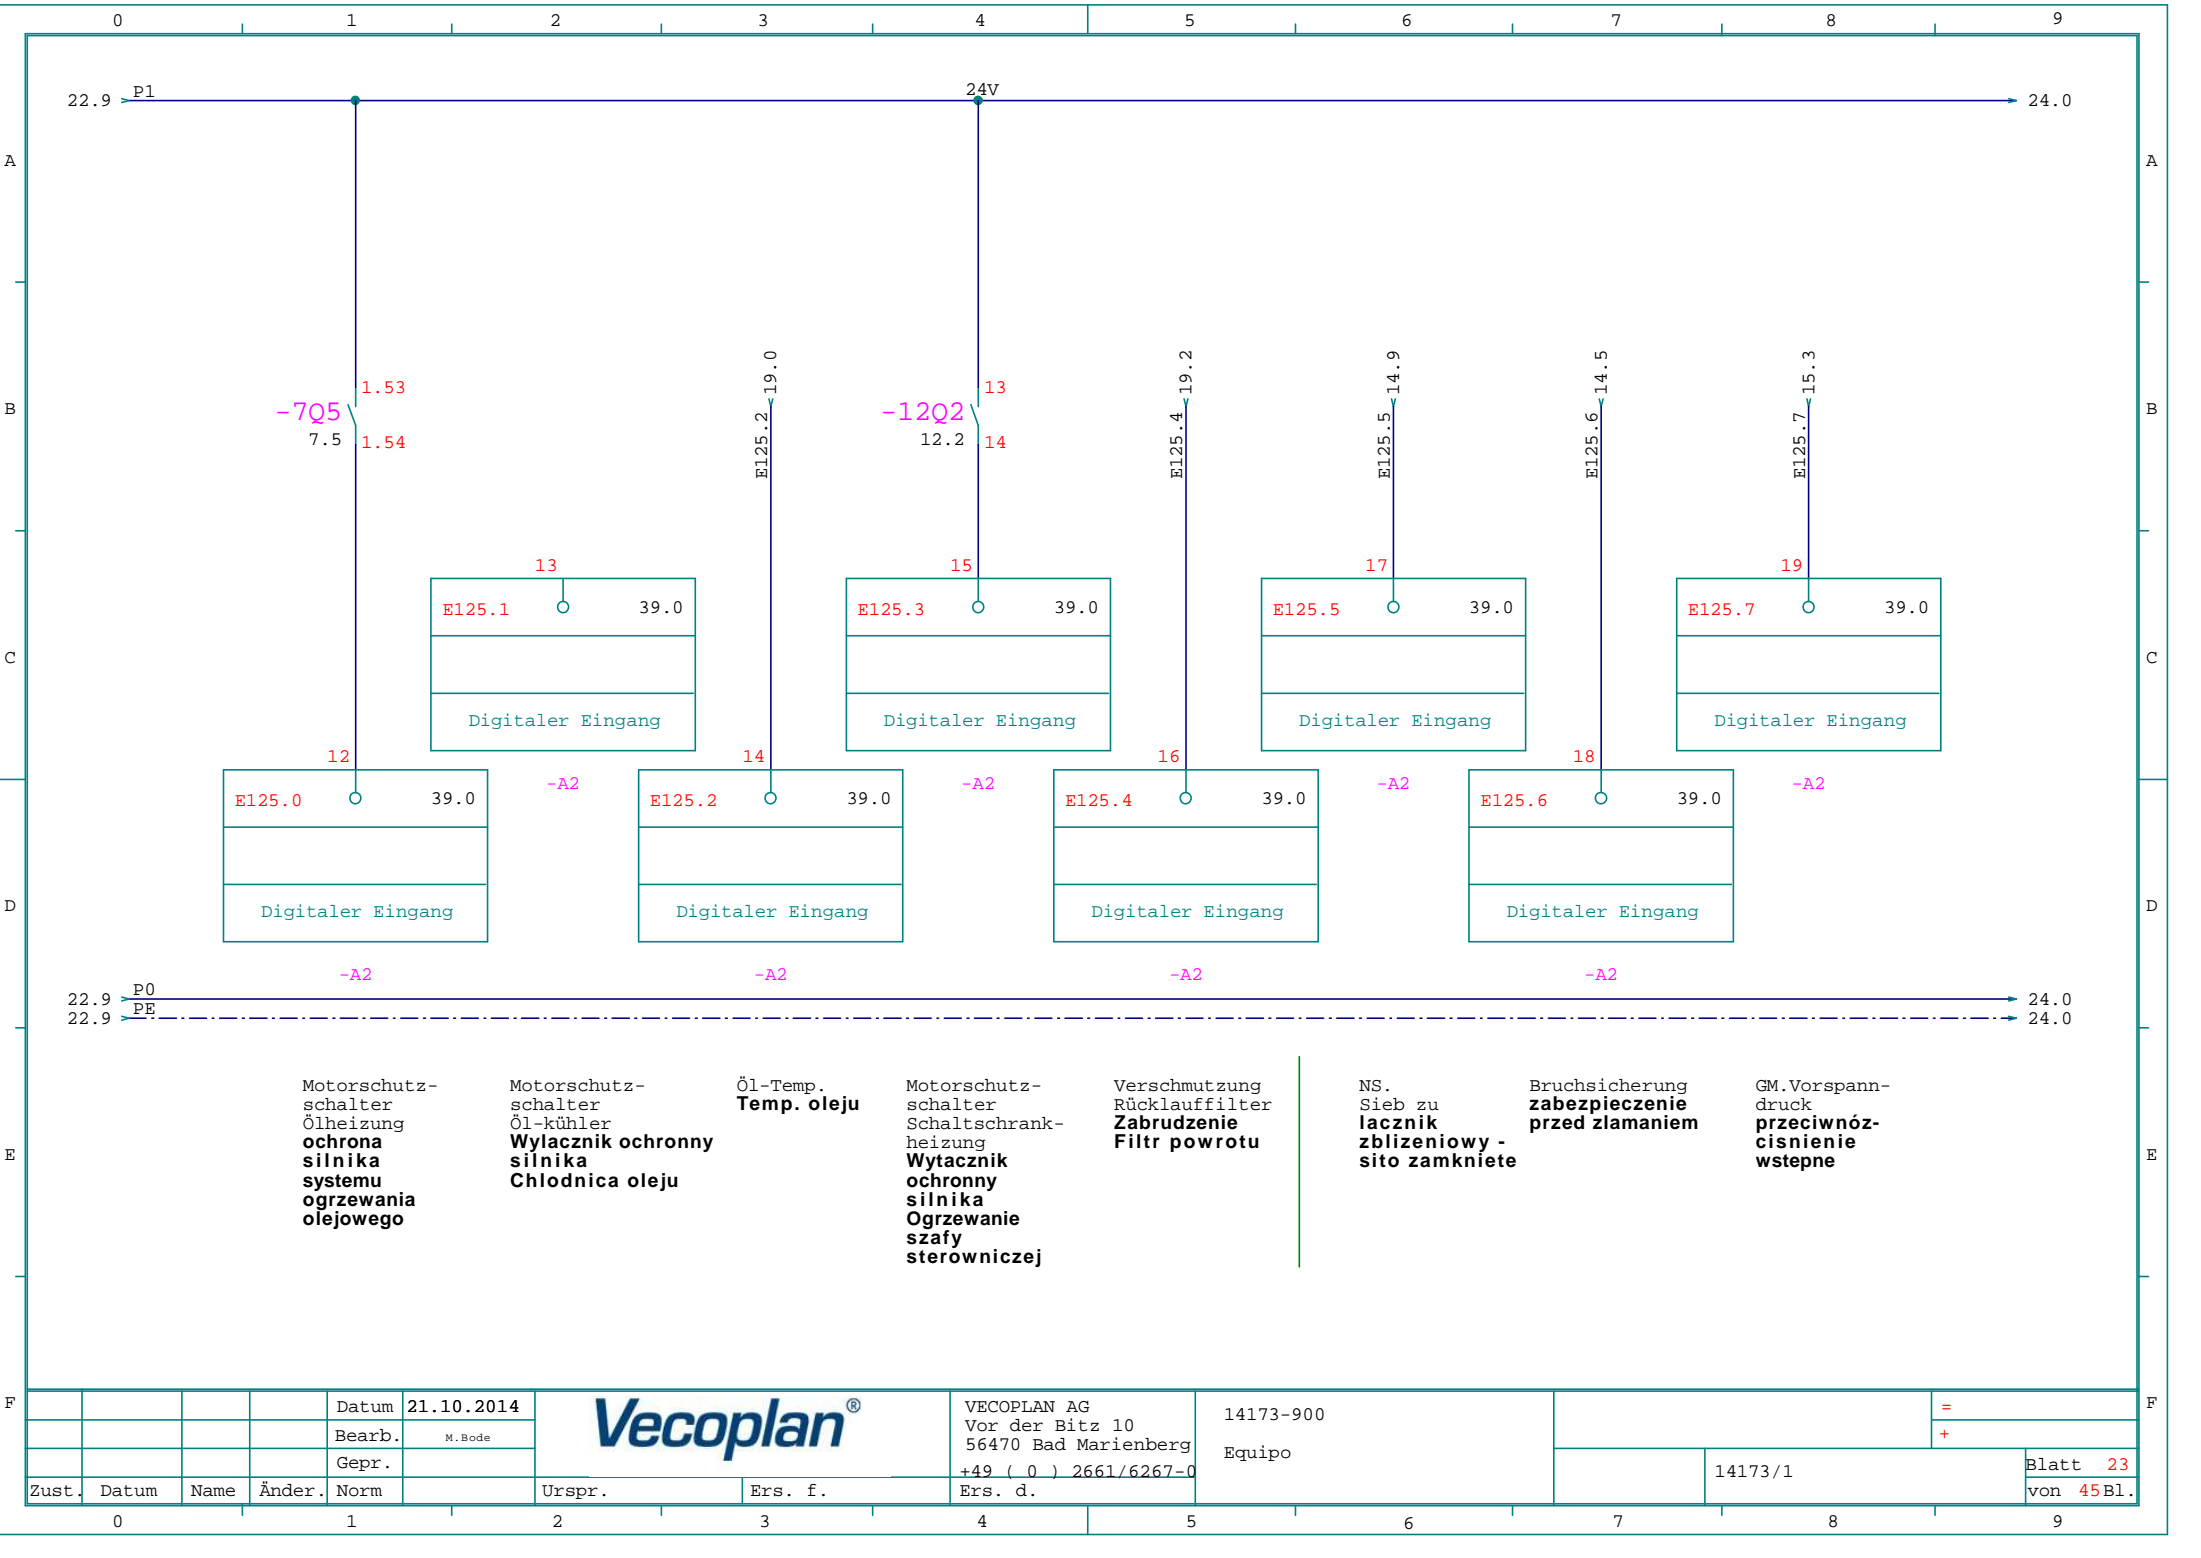 0 1 2 3 4 5 6 7 8 9
24V
22.9 P1 24.0
A A
19.0 19.2 14.9 14.5 15.3
1.53 13
-7Q5 -12Q2
B B
7.5 1.54 12.2 14
E125.2 E125.4 E125.5 E125.6 E125.7
13 15 17 19
E125.1 39.0 E125.3 39.0 E125.5 39.0 E125.7 39.0
C C
Digitaler Eingang Digitaler Eingang Digitaler Eingang Digitaler Eingang
12 14 16 18
-A2 -A2 -A2 -A2
E125.0 39.0 E125.2 39.0 E125.4 39.0 E125.6 39.0
D D
Digitaler Eingang Digitaler Eingang Digitaler Eingang Digitaler Eingang
-A2 -A2 -A2 -A2
22.9 P0 24.0
22.9 PE 24.0
E E
Motorschutz-
schalter
Ölheizung
ochrona
silnika
systemu
ogrzewania
olejowego
Motorschutz-
schalter
Öl-kühler
Wylacznik ochronny
silnika
Chlodnica oleju
Öl-Temp.
Temp. oleju
Motorschutz-
schalter
Schaltschrank-
heizung
Wytacznik
ochronny
silnika
Ogrzewanie
szafy
sterowniczej
Verschmutzung
Rücklauffilter
Zabrudzenie
Filtr powrotu
NS.
Sieb zu
lacznik
zblizeniowy -
sito zamkniete
Bruchsicherung
zabezpieczenie
przed zlamaniem
GM.Vorspann-
druck
przeciwnóz-
cisnienie
wstepne
F F
Datum 21.10.2014
Bearb. M.Bode
Gepr.
Zust. Datum Name Änder. Norm
Vecoplan®
Urspr. Ers. f. Ers. d.
VECOPLAN AG
Vor der Bitz 10
56470 Bad Marienberg
+49 ( 0 ) 2661/6267-0
14173-900
Equipo
=
+
14173/1
Blatt 23
von 45 Bl.
0 1 2 3 4 5 6 7 8 9